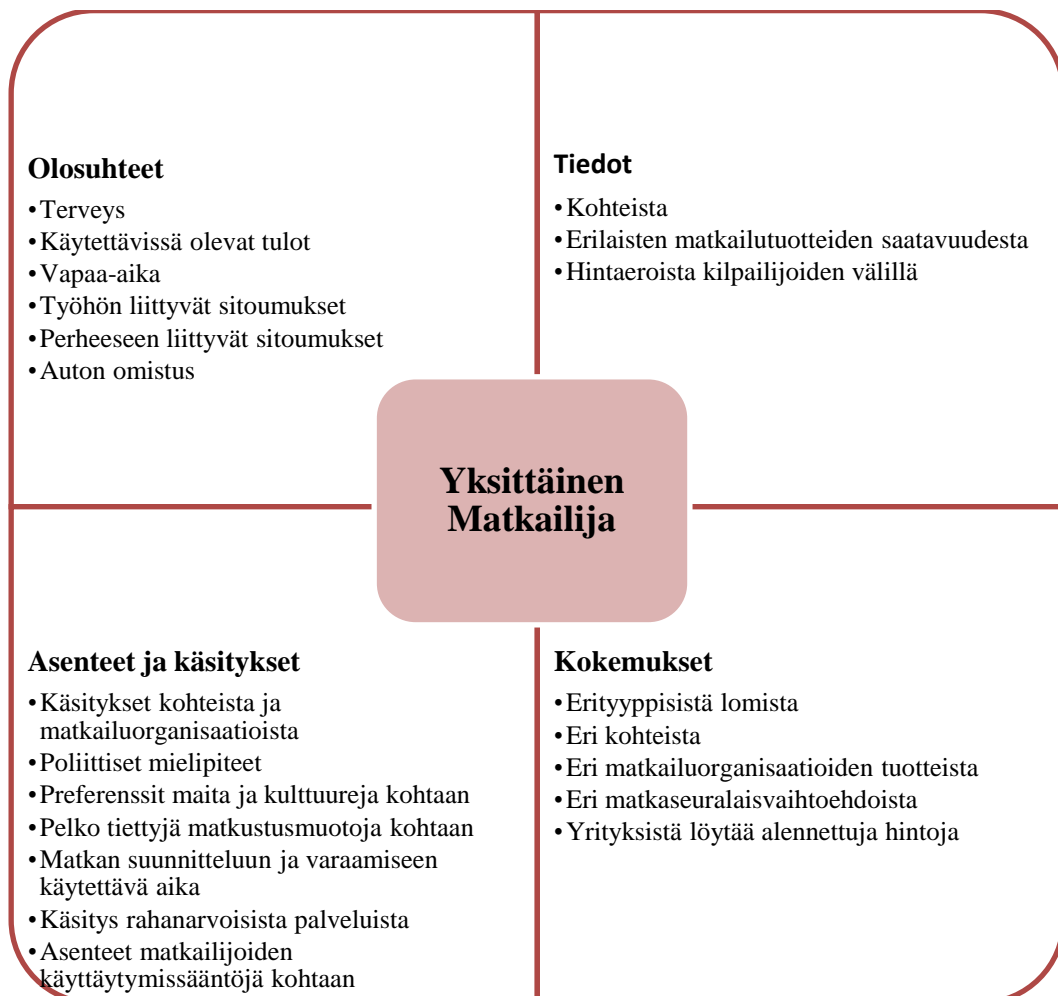 Olosuhteet
•Terveys
•Käytettävissä olevat tulot
•Vapaa-aika
•Työhön liittyvät sitoumukset
•Perheeseen liittyvät sitoumukset
•Auton omistus
Tiedot
•Kohteista
•Erilaisten matkailutuotteiden saatavuudesta
•Hintaeroista kilpailijoiden välillä
Yksittäinen
Matkailija
Asenteet ja käsitykset
•Käsitykset kohteista ja
matkailuorganisaatioista
•Poliittiset mielipiteet
•Preferenssit maita ja kulttuureja kohtaan
•Pelko tiettyjä matkustusmuotoja kohtaan
•Matkan suunnitteluun ja varaamiseen
käytettävä aika
•Käsitys rahanarvoisista palveluista
•Asenteet matkailijoiden
käyttäytymissääntöjä kohtaan
Kokemukset
•Erityyppisistä lomista
•Eri kohteista
•Eri matkailuorganisaatioiden tuotteista
•Eri matkaseuralaisvaihtoehdoista
•Yrityksistä löytää alennettuja hintoja